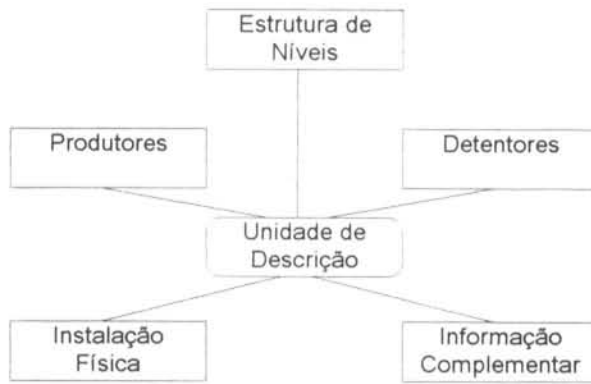 Estrutura de
Níveis
Produtores
Detentores
Unidade de
Descrição
Instalação
Física
Informação
Complementar